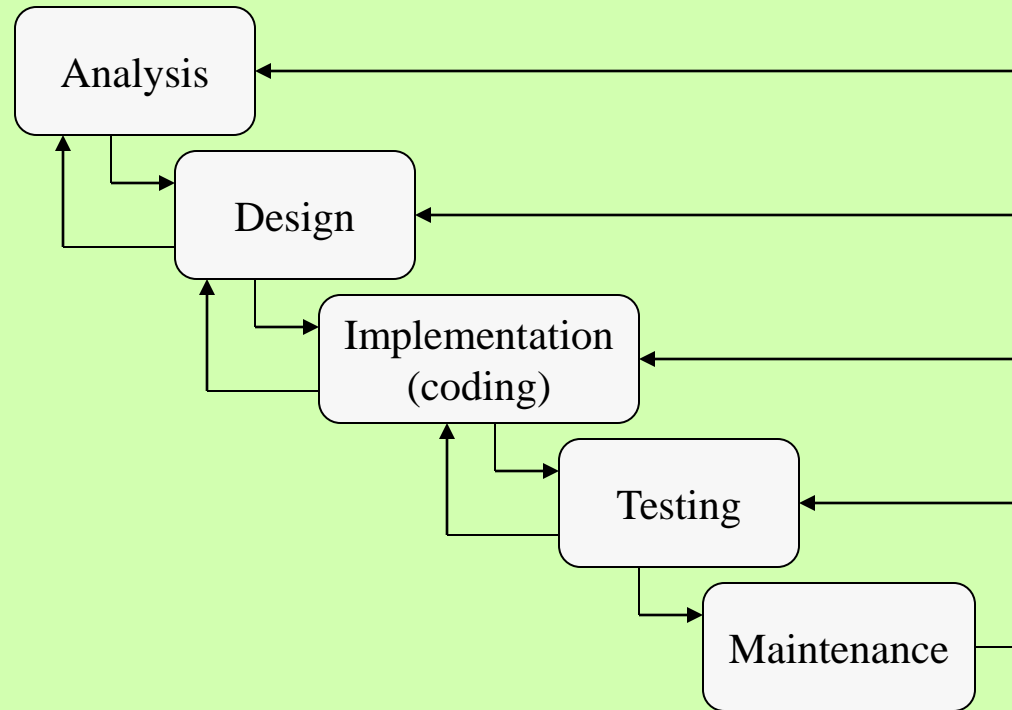 Analysis
Design
Implementation
(coding)
Testing
Maintenance